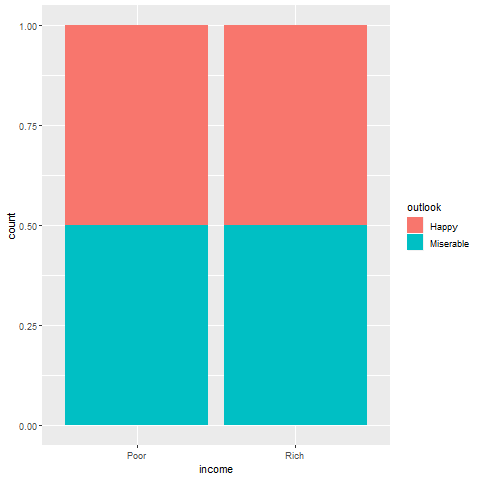 1.00
0.75
0.50
0.25
0.00
count
Poor
Rich
income
outlook
Happy
Miserable